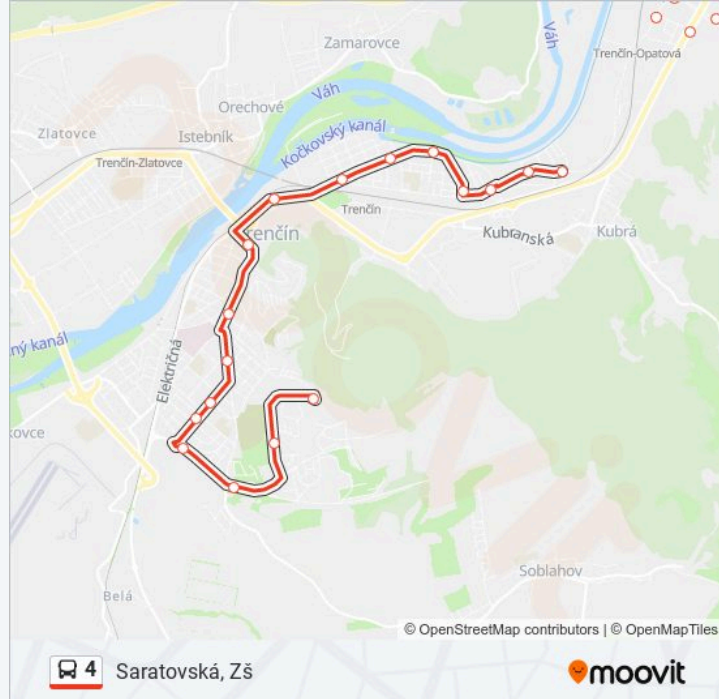 Váh
Zamarovce
Trenčín-Opatová
Váh
Orechové
Zlatovce
Istebník
Kočkovský kanál
Trenčín-Zlatovce
Trenčín
Kubranská
Kubrá
renčín
ný kanál
Električná
kovce
Soblahov
Belá
© OpenStreetMap contributors | © OpenMapTiles
4 Saratovská, Zš
moovit